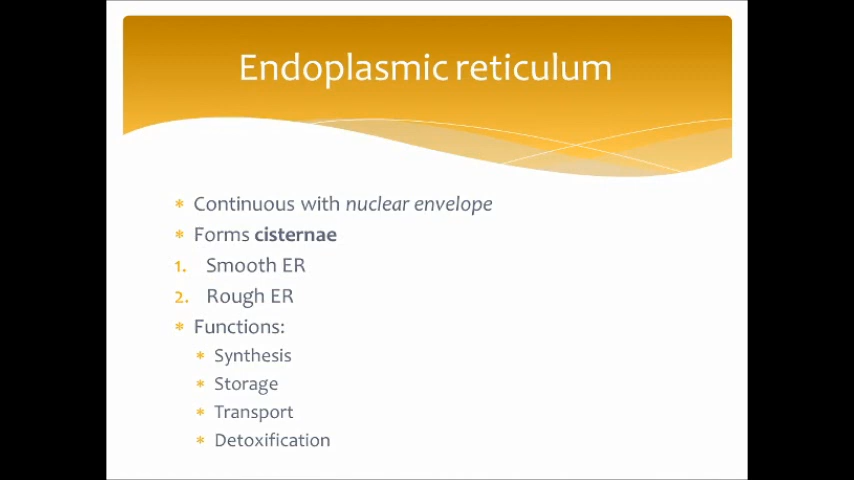 Endoplasmic reticulum
* Continuous with nuclear envelope
* Forms cisternae
1. Smooth ER
2. Rough ER
* Functions:
* Synthesis
* Storage
* Transport
* Detoxification